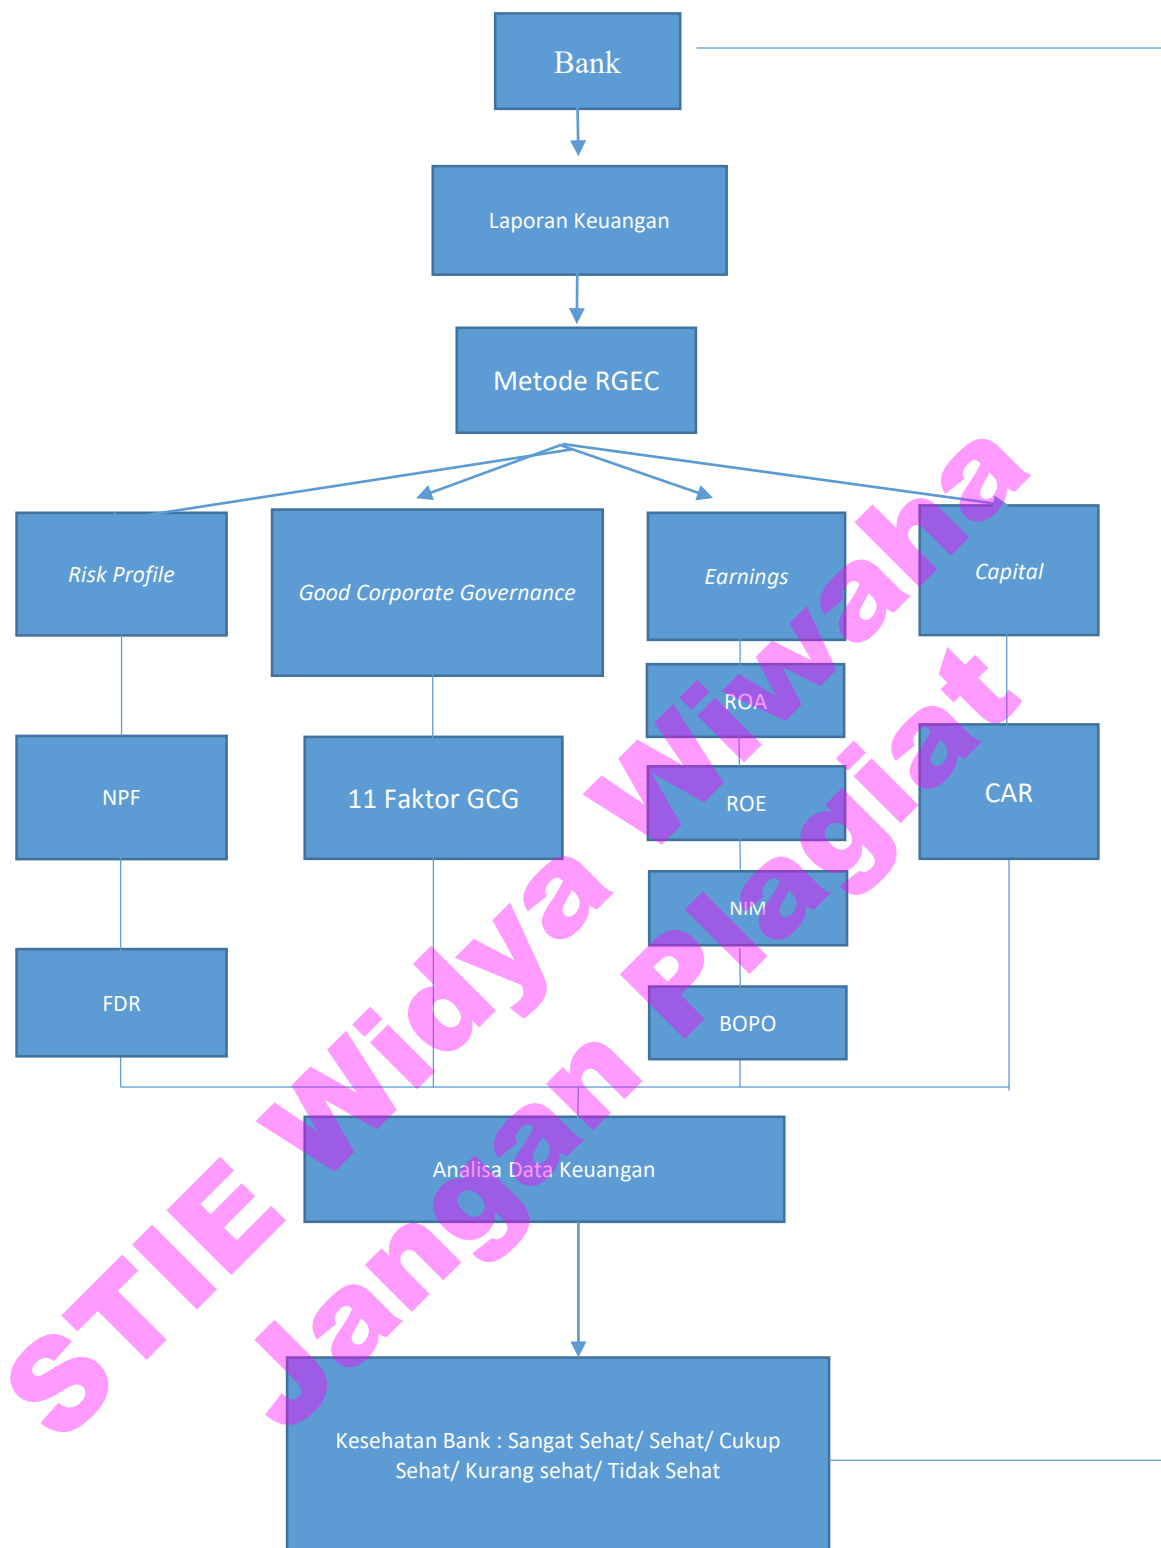 Bank
Laporan Keuangan
Metode RGEC
Risk Profile
Good Corporate Governance
Earnings
Capital
ROA
NPF
11 Faktor GCG
ROE
CAR
NIM
FDR
BOPO
Analisa Data Keuangan
Kesehatan Bank : Sangat Sehat/ Sehat/ Cukup
Sehat/ Kurang sehat/ Tidak Sehat
STIE Widya Wiwaha
Jangan Plagiat